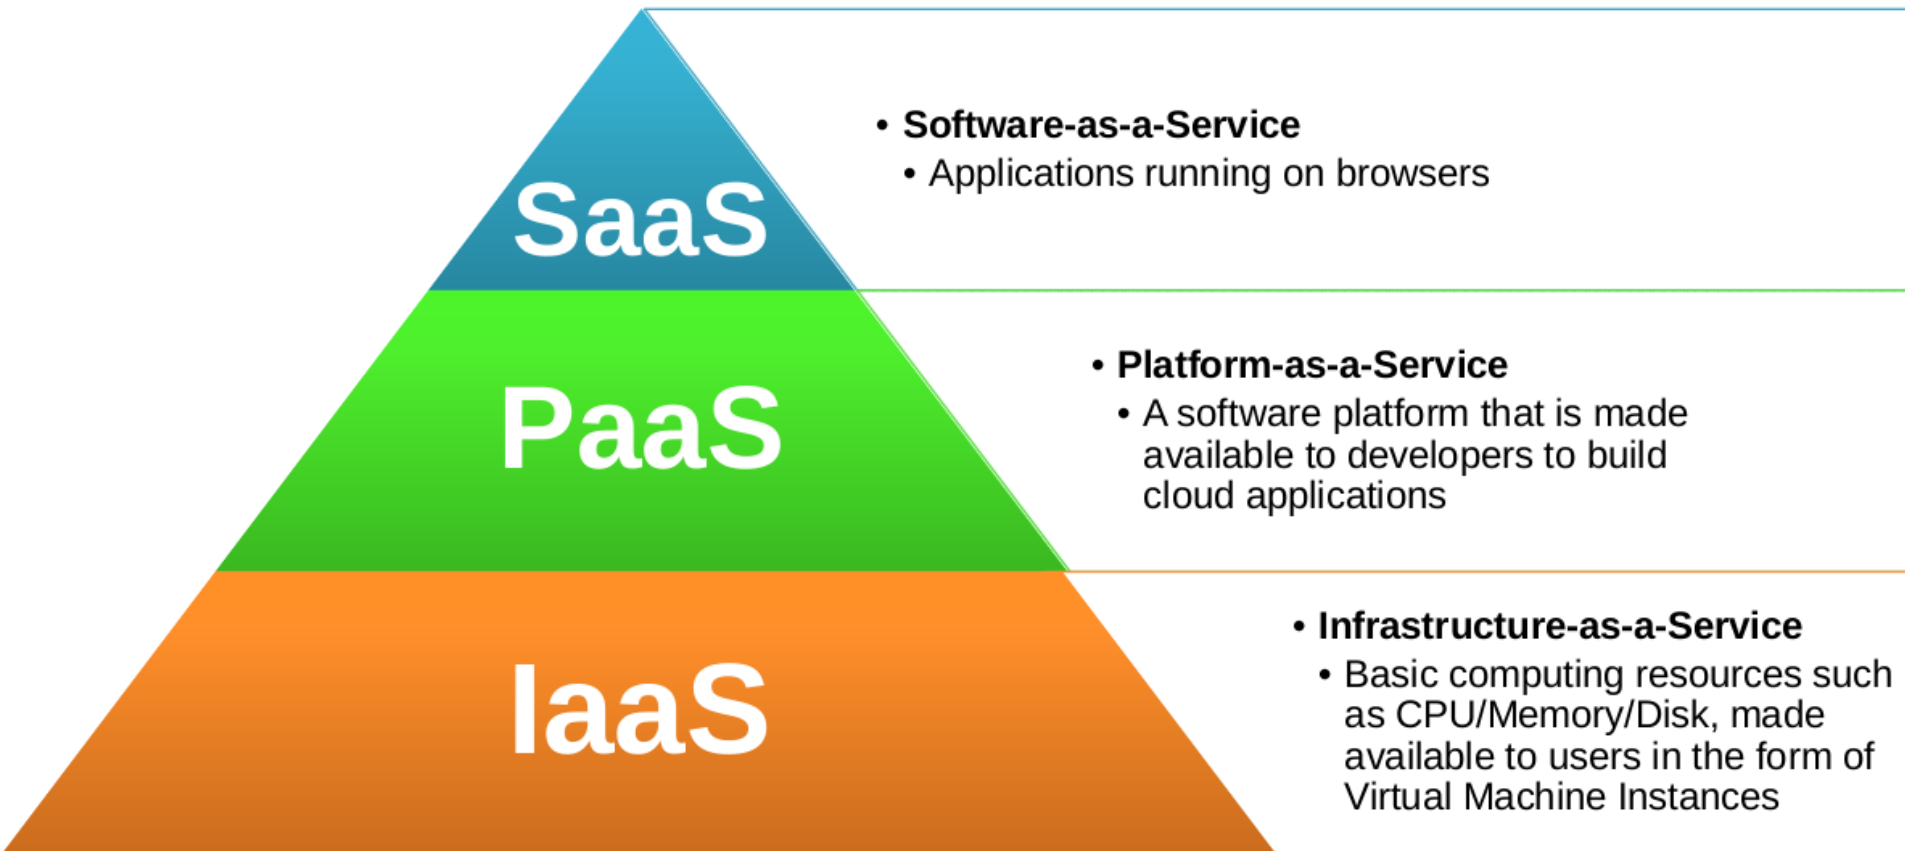 SaaS
• Software-as-a-Service
• Applications running on browsers
PaaS
• Platform-as-a-Service
• A software platform that is made
available to developers to build
cloud applications
IaaS
• Infrastructure-as-a-Service
• Basic computing resources such
as CPU/Memory/Disk, made
available to users in the form of
Virtual Machine Instances